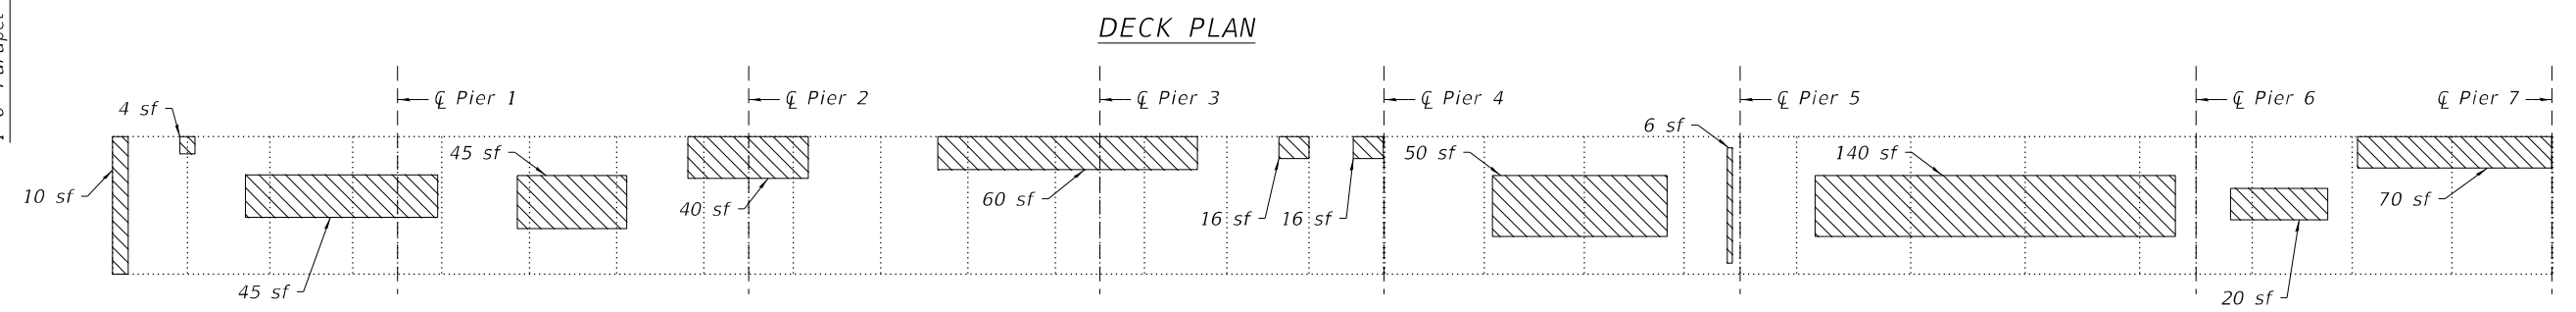 DECK PLAN
℄ Pier 1
℄ Pier 2
℄ Pier 3
℄ Pier 4
℄ Pier 5
℄ Pier 6
℄ Pier 7
4 sf
6 sf
45 sf
50 sf
140 sf
10 sf
40 sf
60 sf
16 sf
16 sf
70 sf
45 sf
20 sf
Parapet